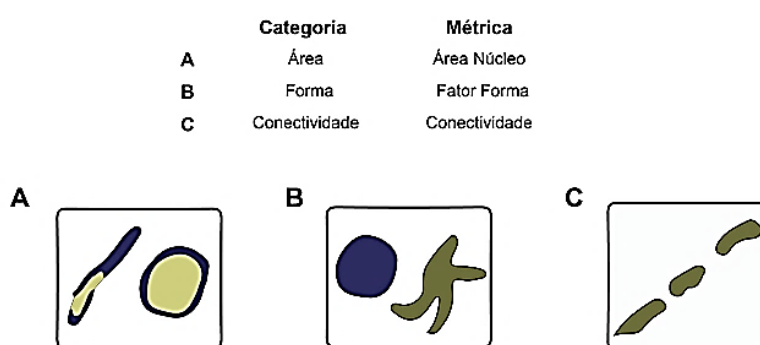 Categoria Métrica
A Área Área Núcleo
B Forma Fator Forma
C Conectividade Conectividade
A B C